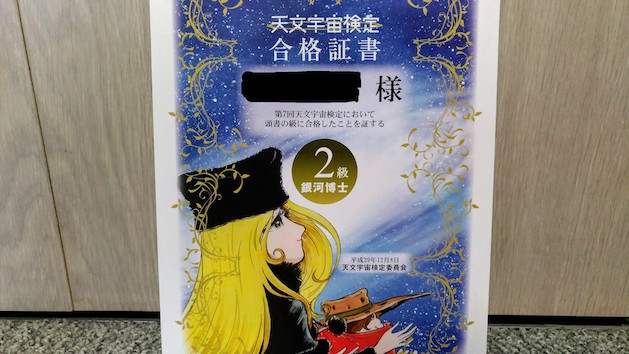 天文宇宙検定
合格証書
様
第7回天文宇宙検定において
頭書の級に合格したことを証する
2級
銀河博士
平成29年12月8日
天文宇宙検定委員会